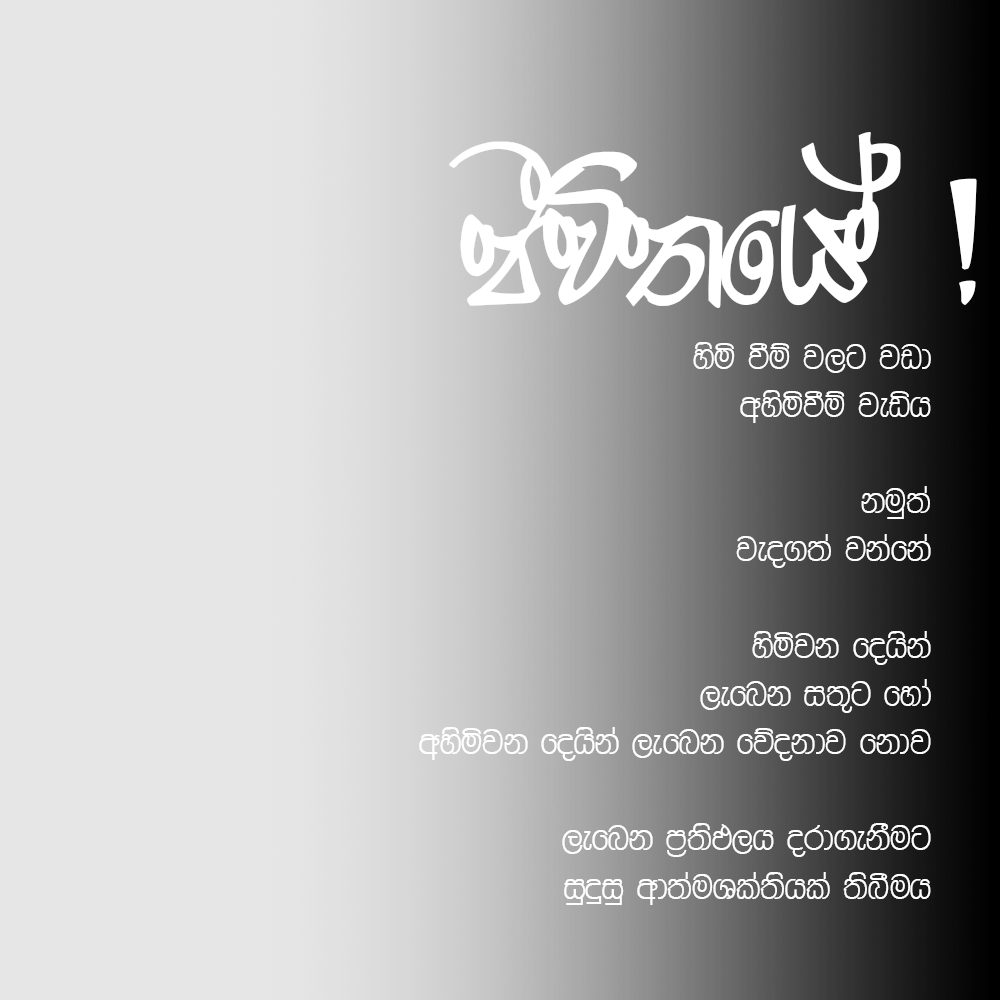 ජීවිතයේ !
හිමි වීම් වලට වඩා
අහිමිවීම් වැඩිය
නමුත්
වැදගත් වන්නේ
හිමිවන දෙයින්
ලැබෙන සතුට හෝ
අහිමිවන දෙයින් ලැබෙන වේදනාව නොව
ලැබෙන ප්‍රතිඵලය දරාගැනීමට
සුදුසු ආත්මශක්තියක් තිබීමය